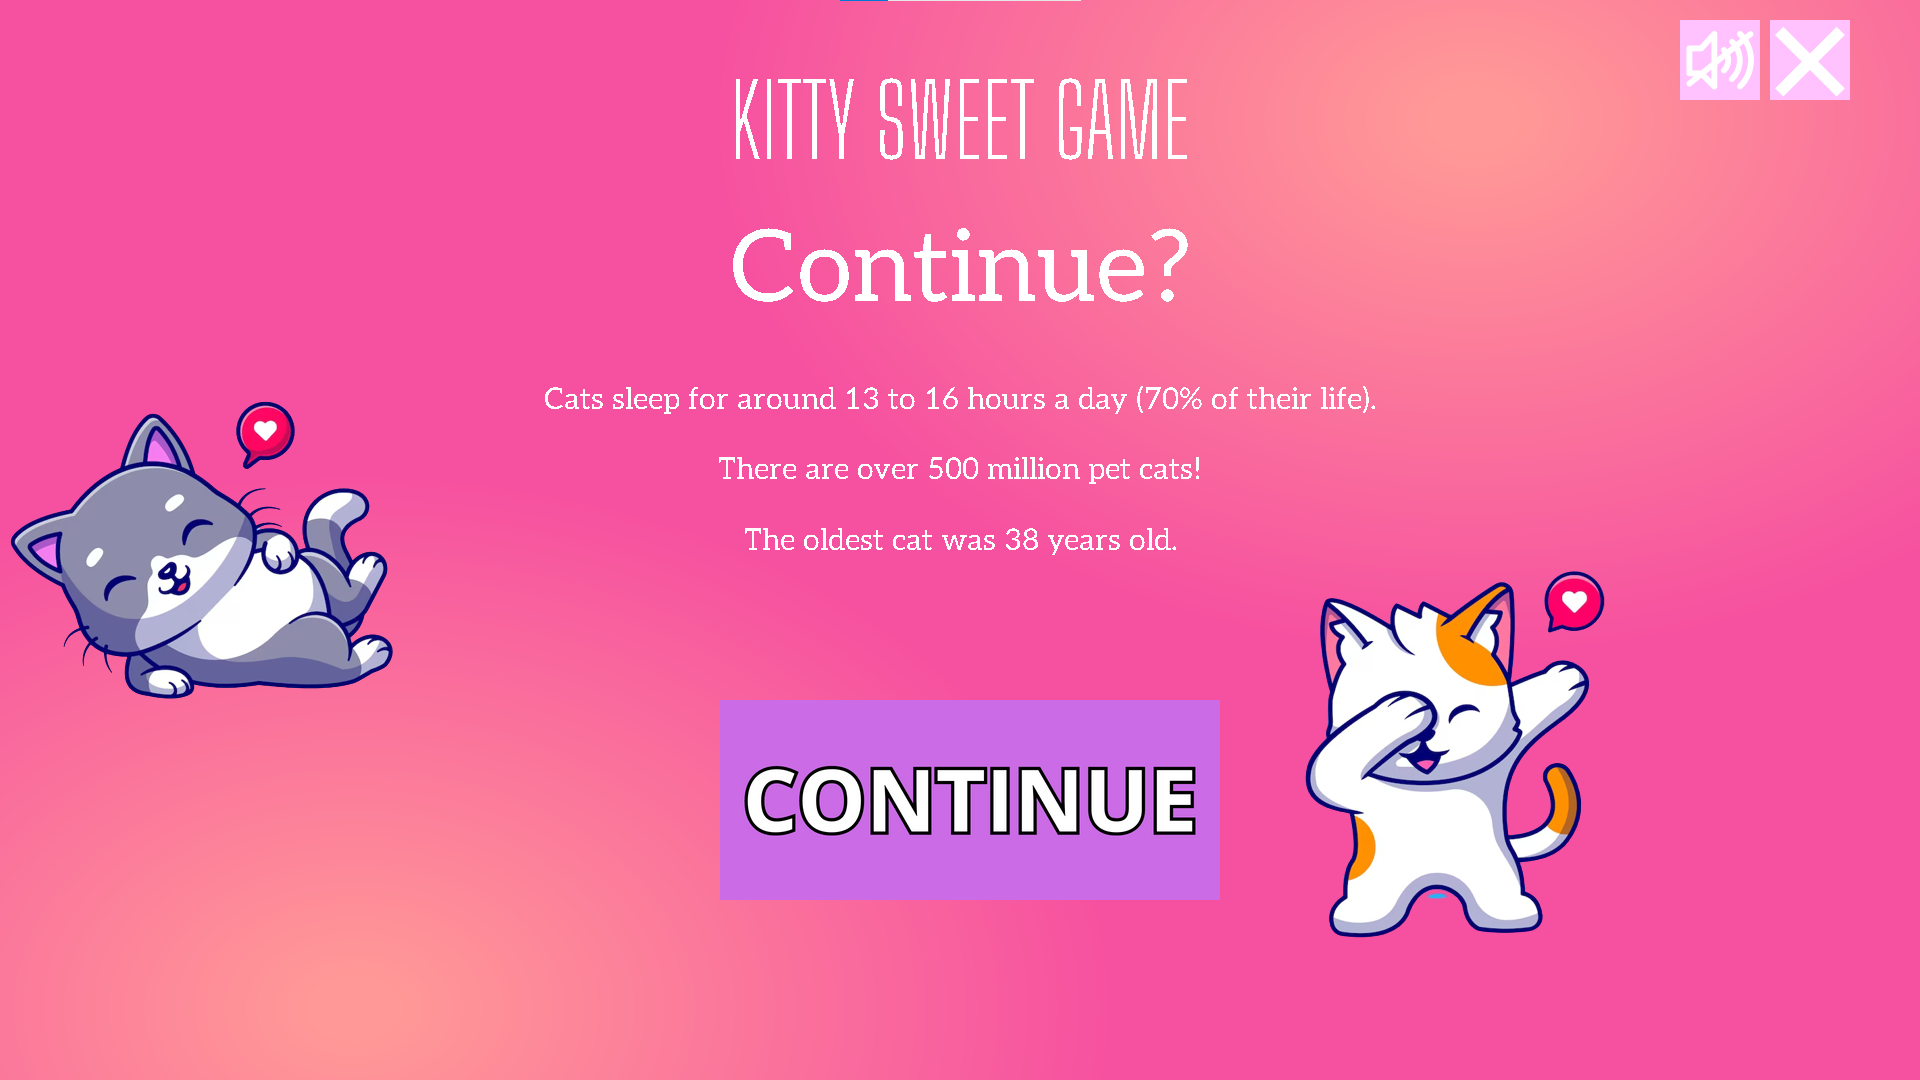 KITTY SWEET GAME
Continue?
Cats sleep for around 13 to 16 hours a day (70% of their life).
There are over 500 million pet cats!
The oldest cat was 38 years old.
CONTINUE